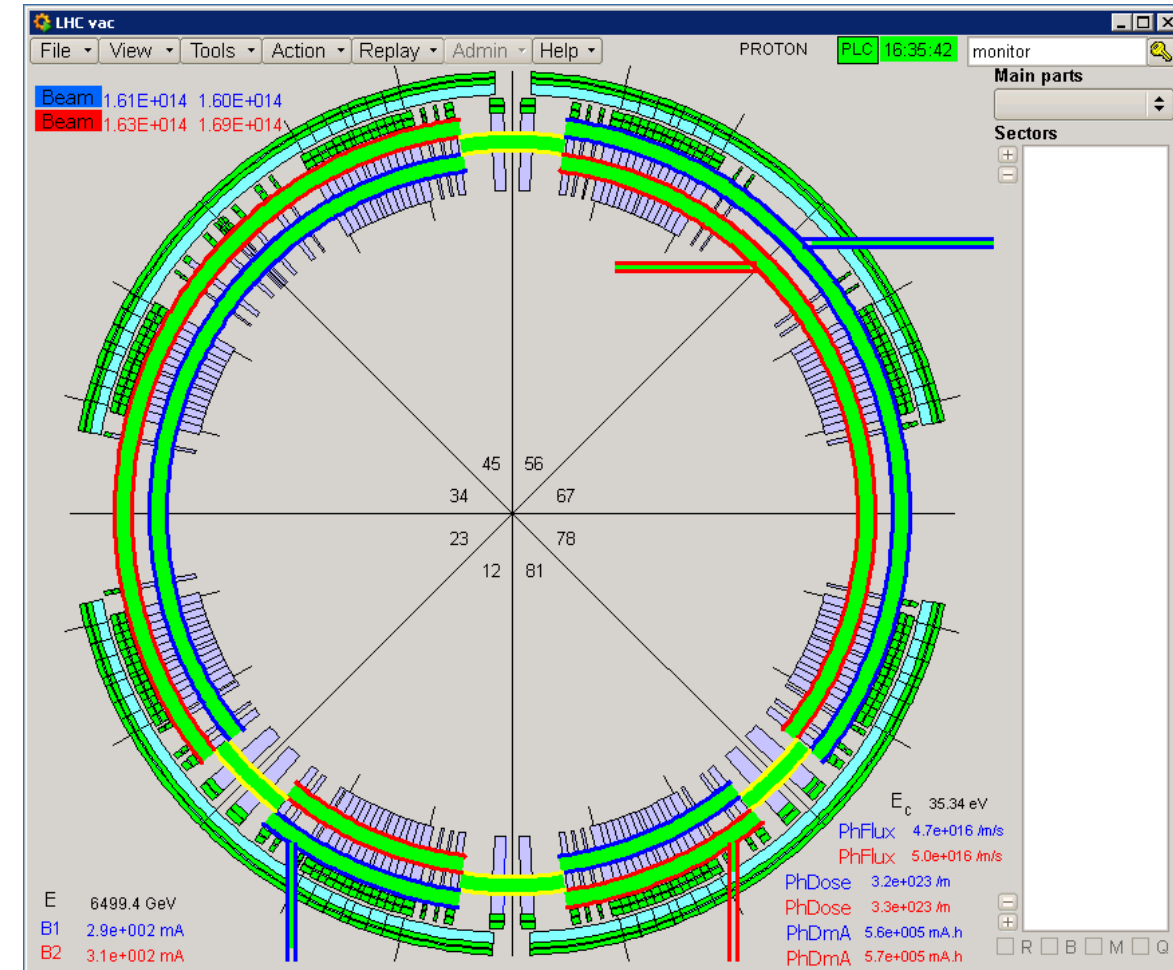 LHC vac
File View Tools Action Replay Admin Help PROTON PLC 16:35:42 monitor
Main parts
Beam 1.61E+014 1.60E+014
Beam 1.63E+014 1.69E+014
Sectors
45 56
34 67
23 78
12 81
Ec 35.34 eV
PhFlux 4.7e+016 /m/s
PhFlux 5.0e+016 /m/s
PhDose 3.2e+023 /m
E 6499.4 GeV
PhDose 3.3e+023 /m
B1 2.9e+002 mA
PhDmA 5.6e+005 mA.h
B2 3.1e+002 mA
PhDmA 5.7e+005 mA.h
R B M Q